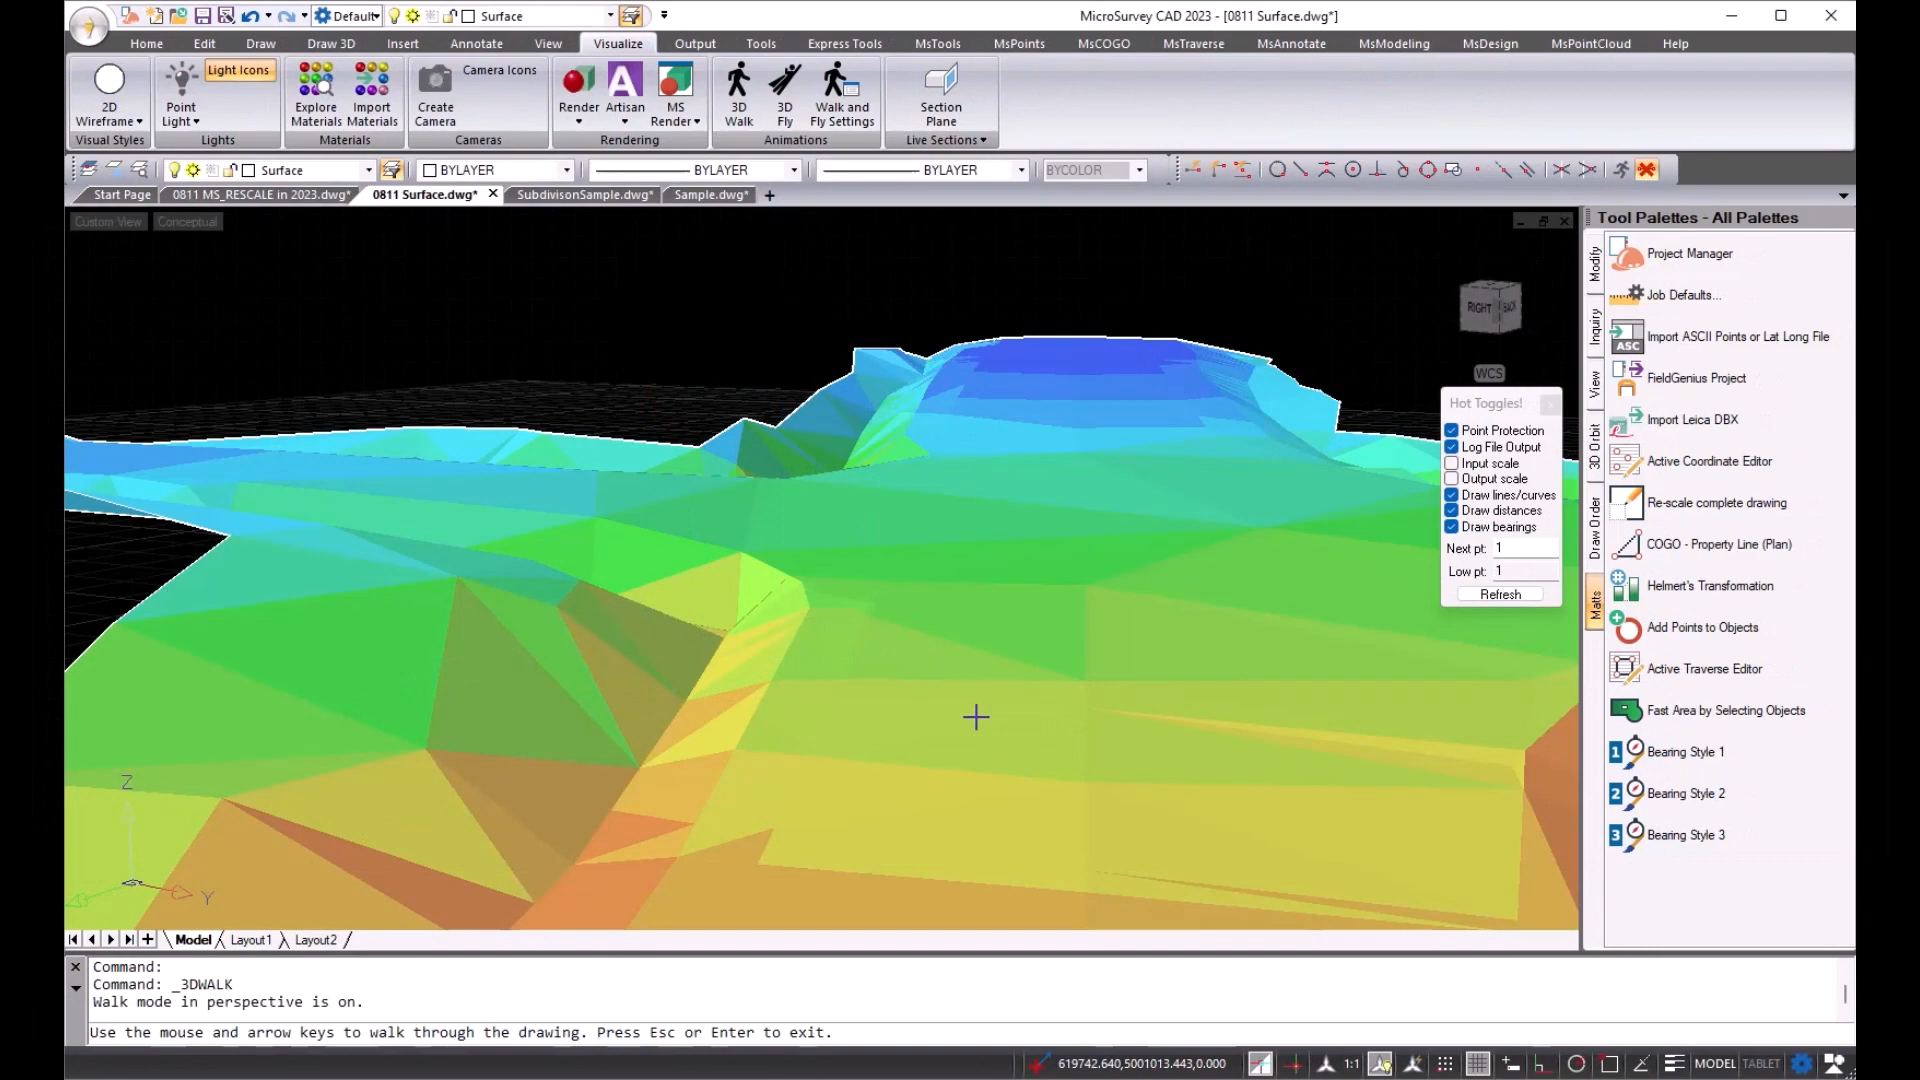 Default
Surface
MicroSurvey CAD 2023 - [0811 Surface.dwg*]
Home Edit Draw Draw 3D Insert Annotate View Visualize Output Tools Express Tools MsTools MsPoints MsCOGO MsTraverse MsAnnotate MsModeling MsDesign MsPointCloud Help
2D Wireframe
Visual Styles
Point Light
Light Icons
Lights
Explore Materials
Import Materials
Materials
Create Camera
Camera Icons
Cameras
Render
Artisan
MS Render
Rendering
3D Walk
3D Fly
Walk and Fly Settings
Animations
Section Plane
Live Sections
Surface
BYLAYER
BYLAYER
BYLAYER
BYCOLOR
Start Page
0811 MS_RESCALE in 2023.dwg*
0811 Surface.dwg*
SubdivisonSample.dwg*
Sample.dwg*
Custom View
Conceptual
RIGHT
BACK
WCS
Hot Toggles!
Point Protection
Log File Output
Input scale
Output scale
Draw lines/curves
Draw distances
Draw bearings
Next pt: 1
Low pt: 1
Refresh
Z
Y
Tool Palettes - All Palettes
Modify
Inquiry
View
3D Orbit
Draw Order
Matts
Project Manager
Job Defaults...
ASC
Import ASCII Points or Lat Long File
FieldGenius Project
Import Leica DBX
Active Coordinate Editor
Re-scale complete drawing
COGO - Property Line (Plan)
Helmert's Transformation
Add Points to Objects
Active Traverse Editor
Fast Area by Selecting Objects
1 Bearing Style 1
2 Bearing Style 2
3 Bearing Style 3
Model Layout1 Layout2
Command:
Command: _3DWALK
Walk mode in perspective is on.
Use the mouse and arrow keys to walk through the drawing. Press Esc or Enter to exit.
619742.640,5001013.443,0.000
1:1
MODEL TABLET